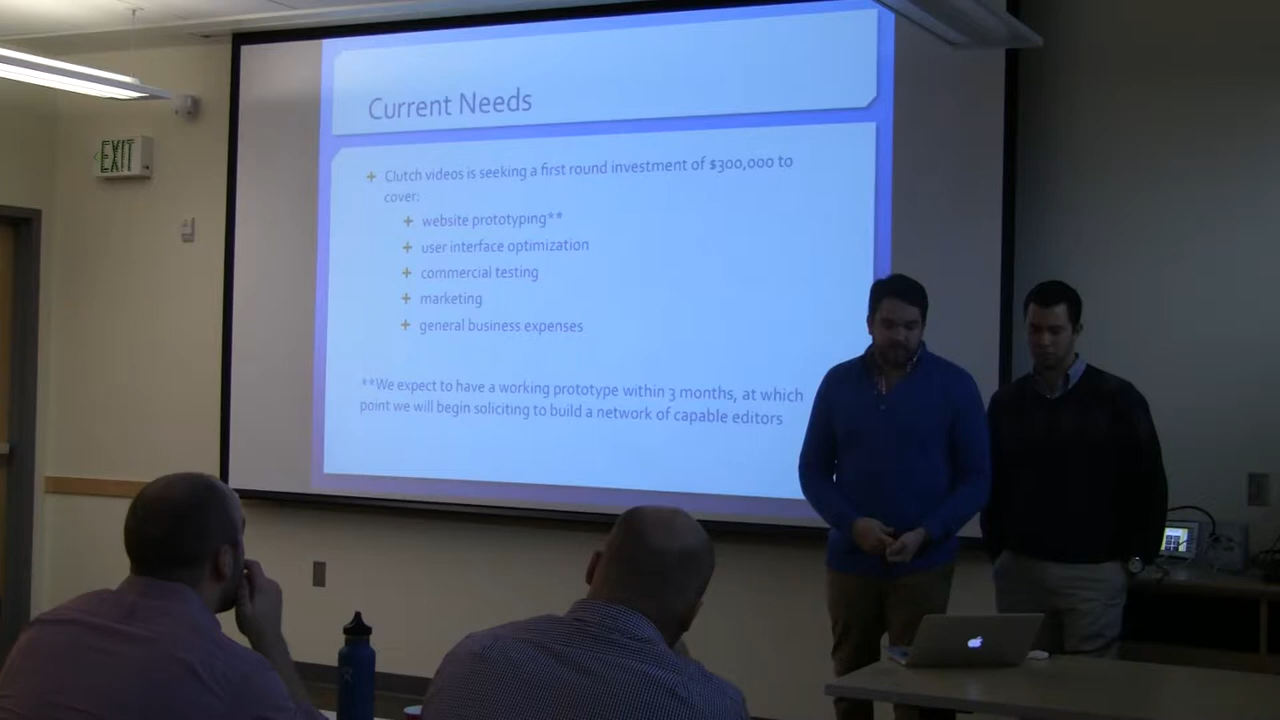 EXIT
Current Needs
Clutch videos is seeking a first round investment of $300,000 to
cover:
website prototyping**
user interface optimization
commercial testing
marketing
general business expenses
**We expect to have a working prototype within 3 months, at which
point we will begin soliciting to build a network of capable editors